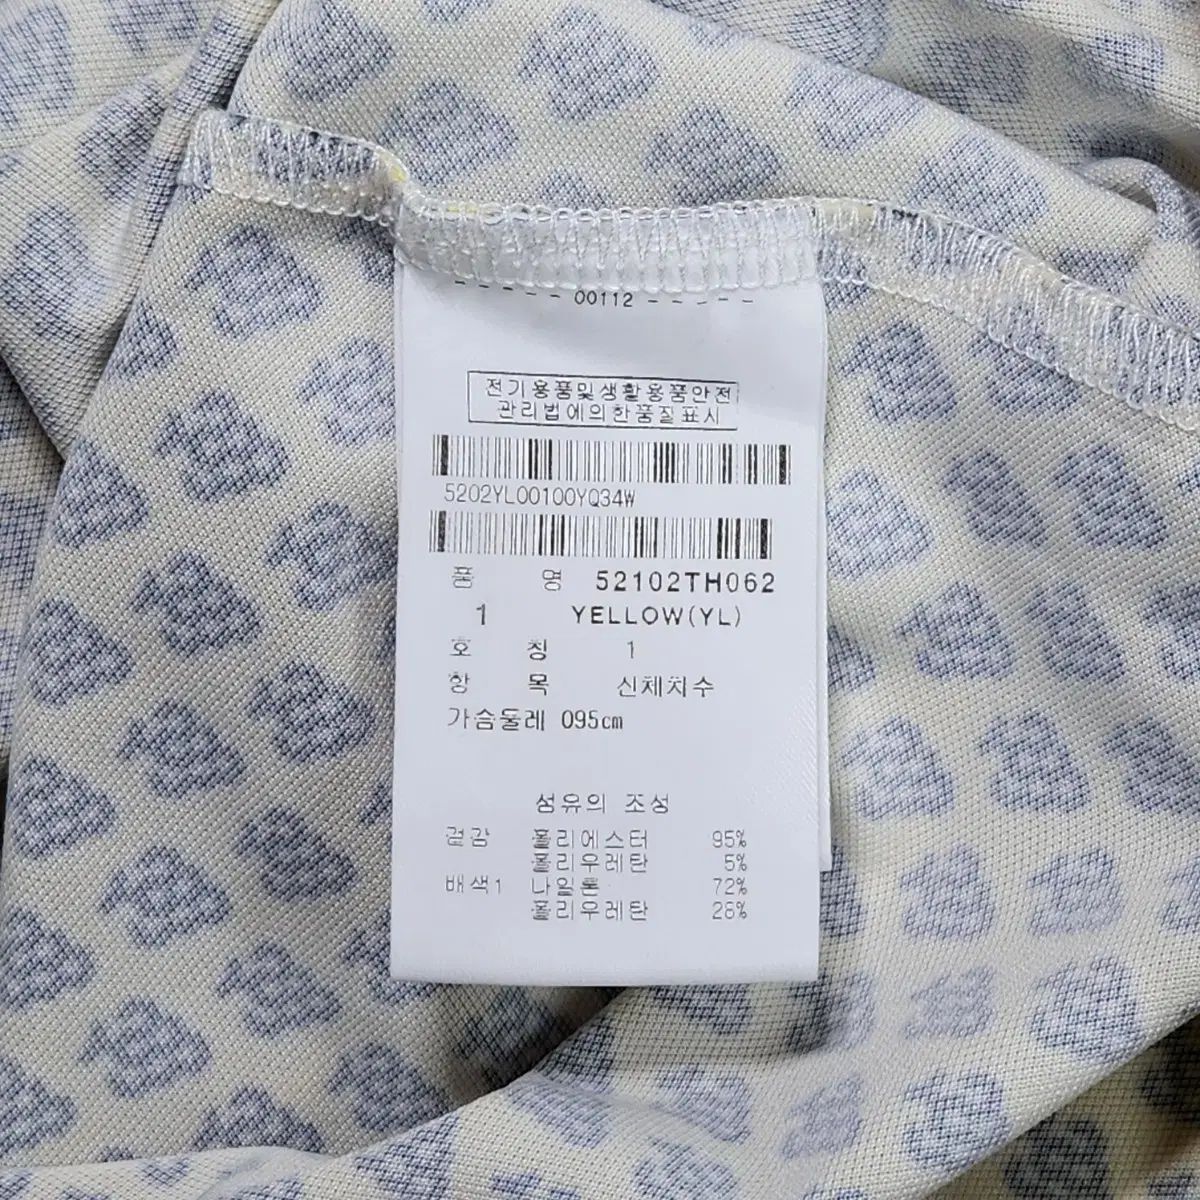 ----- 00112 -----
전기용품및생활용품안전
관리법에의한품질표시
5202YL00100YQ34W
품 명 52102TH062
1 YELLOW(YL)
호 칭 1
항 목 신체치수
가슴둘레 095cm
섬유의 조성
겉감 폴리에스터 95%
폴리우레탄 5%
배색1 나일론 72%
폴리우레탄 28%